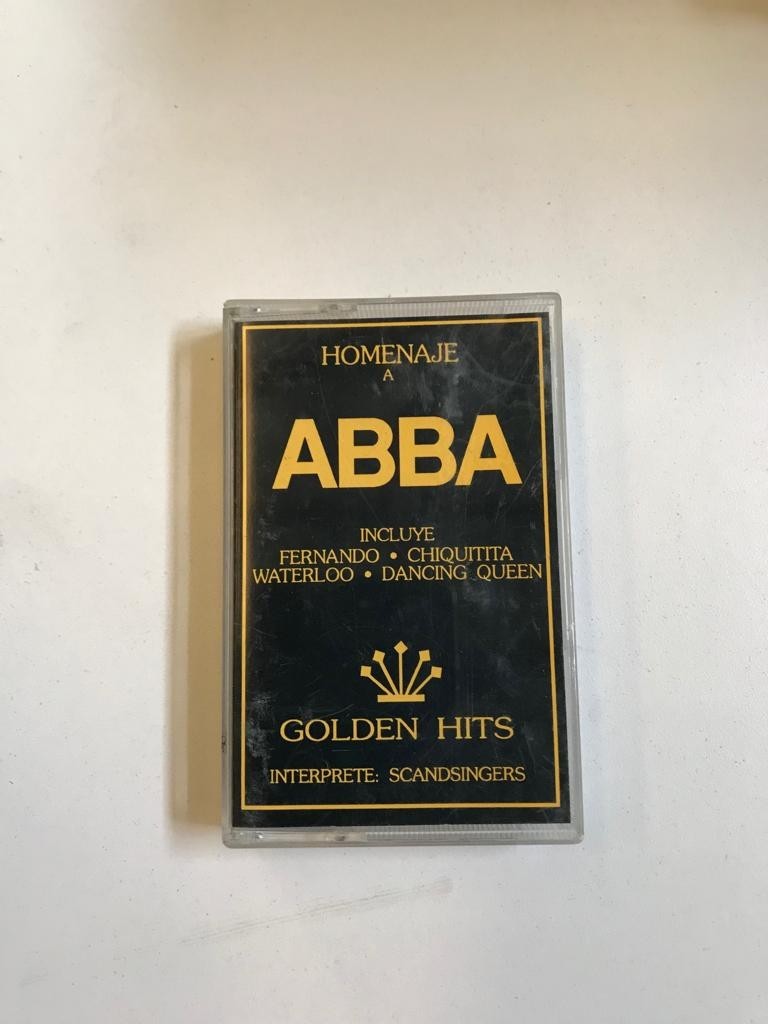 HOMENAJE
A
ABBA
INCLUYE
FERNANDO • CHIQUITITA
WATERLOO • DANCING QUEEN
GOLDEN HITS
INTERPRETE: SCANDSINGERS